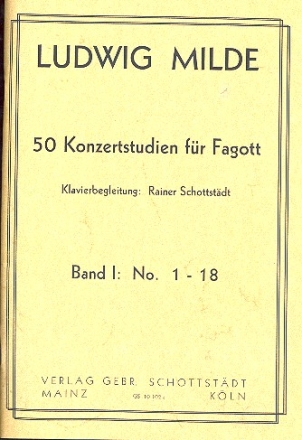 LUDWIG MILDE
50 Konzertstudien für Fagott
Klavierbegleitung: Rainer Schottstädt
Band I: No. 1 - 18
VERLAG GEBR. SCHOTTSTÄDT
MAINZ KÖLN